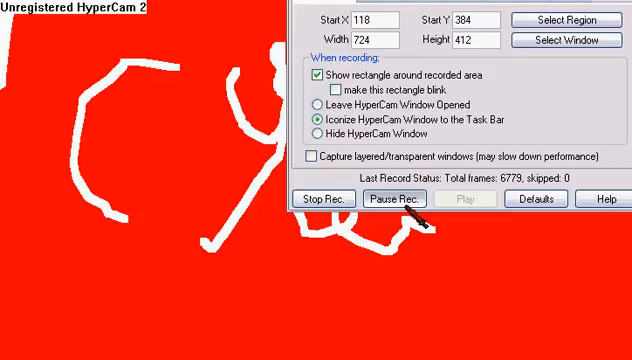 Unregistered HyperCam 2
Start X 118 Start Y 384 Select Region
Width 724 Height 412 Select Window
When recording:
Show rectangle around recorded area
make this rectangle blink
Leave HyperCam Window Opened
Iconize HyperCam Window to the Task Bar
Hide HyperCam Window
Capture layered/transparent windows (may slow down performance)
Last Record Status: Total frames: 6779, skipped: 0
Stop Rec. Pause Rec. Play Defaults Help